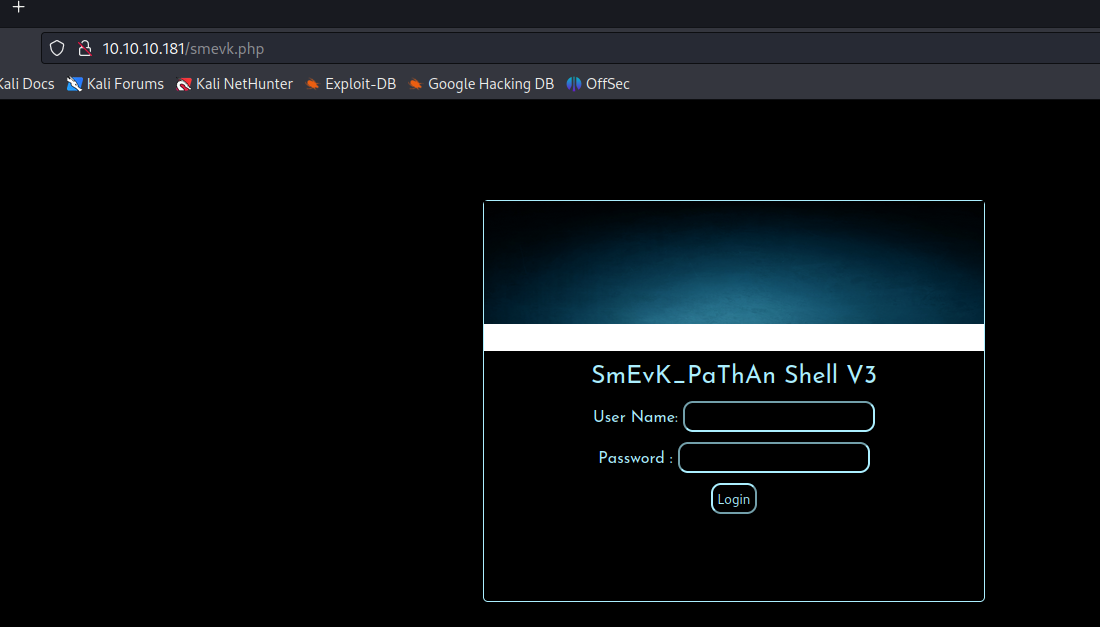 10.10.10.181/smevk.php
Kali Docs Kali Forums Kali NetHunter Exploit-DB Google Hacking DB OffSec
SmEvK_PaThAn Shell V3
User Name:
Password :
Login